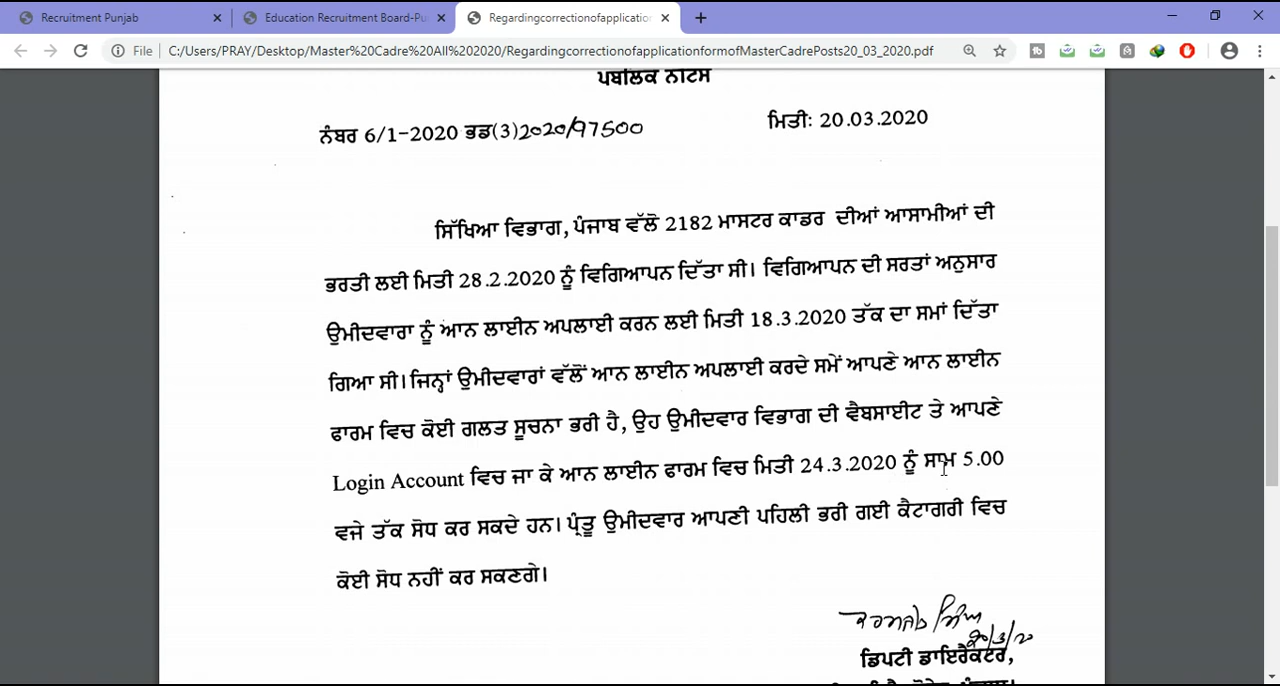 Recruitment Punjab
Education Recruitment Board-Pu
Regardingcorrectionofapplicatio
File C:/Users/PRAY/Desktop/Master%20Cadre%20All%202020/RegardingcorrectionofapplicationformofMasterCadrePosts20_03_2020.pdf
ਪਬਲਿਕ ਨੋਟਿਸ
ਨੰਬਰ 6/1-2020 ਭਡ(3)2020/97500 ਮਿਤੀ: 20.03.2020
ਸਿੱਖਿਆ ਵਿਭਾਗ, ਪੰਜਾਬ ਵੱਲੋ 2182 ਮਾਸਟਰ ਕਾਡਰ ਦੀਆਂ ਆਸਾਮੀਆਂ ਦੀ
ਭਰਤੀ ਲਈ ਮਿਤੀ 28.2.2020 ਨੂੰ ਵਿਗਿਆਪਨ ਦਿੱਤਾ ਸੀ। ਵਿਗਿਆਪਨ ਦੀ ਸਰਤਾਂ ਅਨੁਸਾਰ
ਉਮੀਦਵਾਰਾ ਨੂੰ ਆਨ ਲਾਈਨ ਅਪਲਾਈ ਕਰਨ ਲਈ ਮਿਤੀ 18.3.2020 ਤੱਕ ਦਾ ਸਮਾਂ ਦਿੱਤਾ
ਗਿਆ ਸੀ। ਜਿਨ੍ਹਾਂ ਉਮੀਦਵਾਰਾਂ ਵੱਲੋਂ ਆਨ ਲਾਈਨ ਅਪਲਾਈ ਕਰਦੇ ਸਮੇਂ ਆਪਣੇ ਆਨ ਲਾਈਨ
ਫਾਰਮ ਵਿਚ ਕੋਈ ਗਲਤ ਸੂਚਨਾ ਭਰੀ ਹੈ, ਉਹ ਉਮੀਦਵਾਰ ਵਿਭਾਗ ਦੀ ਵੈਬਸਾਈਟ ਤੇ ਆਪਣੇ
Login Account ਵਿਚ ਜਾ ਕੇ ਆਨ ਲਾਈਨ ਫਾਰਮ ਵਿਚ ਮਿਤੀ 24.3.2020 ਨੂੰ ਸਾਮ 5.00
ਵਜੇ ਤੱਕ ਸੋਧ ਕਰ ਸਕਦੇ ਹਨ। ਪ੍ਰੰਤੂ ਉਮੀਦਵਾਰ ਆਪਣੀ ਪਹਿਲੀ ਭਰੀ ਗਈ ਕੈਟਾਗਰੀ ਵਿਚ
ਕੋਈ ਸੋਧ ਨਹੀਂ ਕਰ ਸਕਣਗੇ।
20/3/20
ਡਿਪਟੀ ਡਾਇਰੈਕਟਰ,